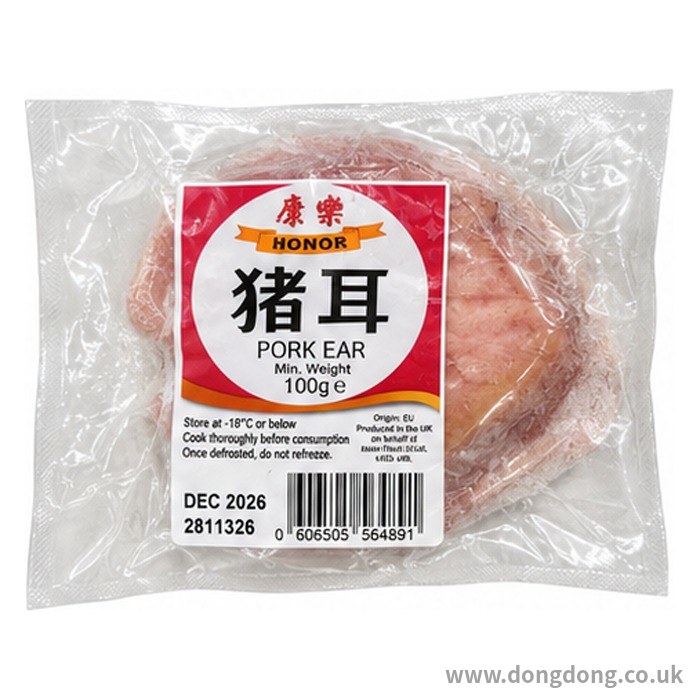 康樂
HONOR
猪耳
PORK EAR
Min. Weight
100g e
Store at -18°C or below
Cook thoroughly before consumption
Once defrosted, do not refreeze.
Origin: EU
Produced in the UK
on behalf of
DEC 2026
2811326
0 606505 564891
www.dongdong.co.uk